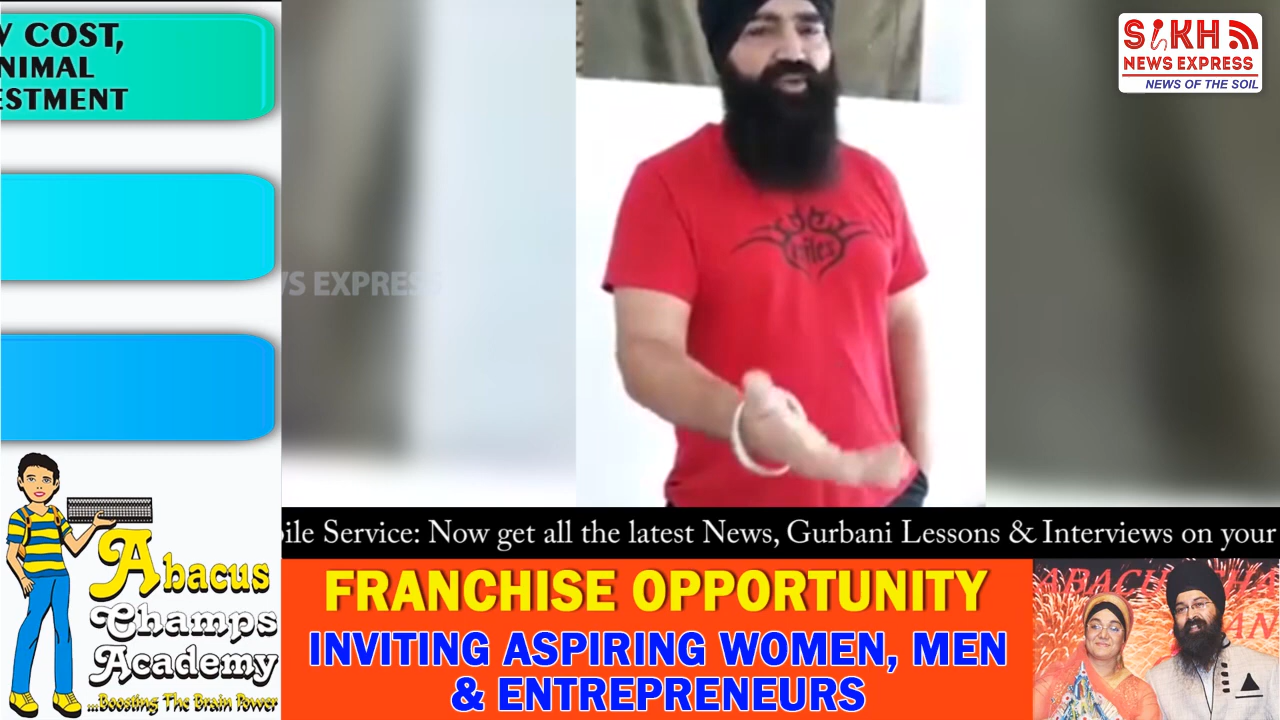 W COST,
NIMAL
ESTMENT
SIKH
NEWS EXPRESS
NEWS OF THE SOIL
WS EXPRESS
miles
bile Service: Now get all the latest News, Gurbani Lessons & Interviews on your
FRANCHISE OPPORTUNITY
INVITING ASPIRING WOMEN, MEN
& ENTREPRENEURS
Abacus
Champs
Academy
...Boosting The Brain Power